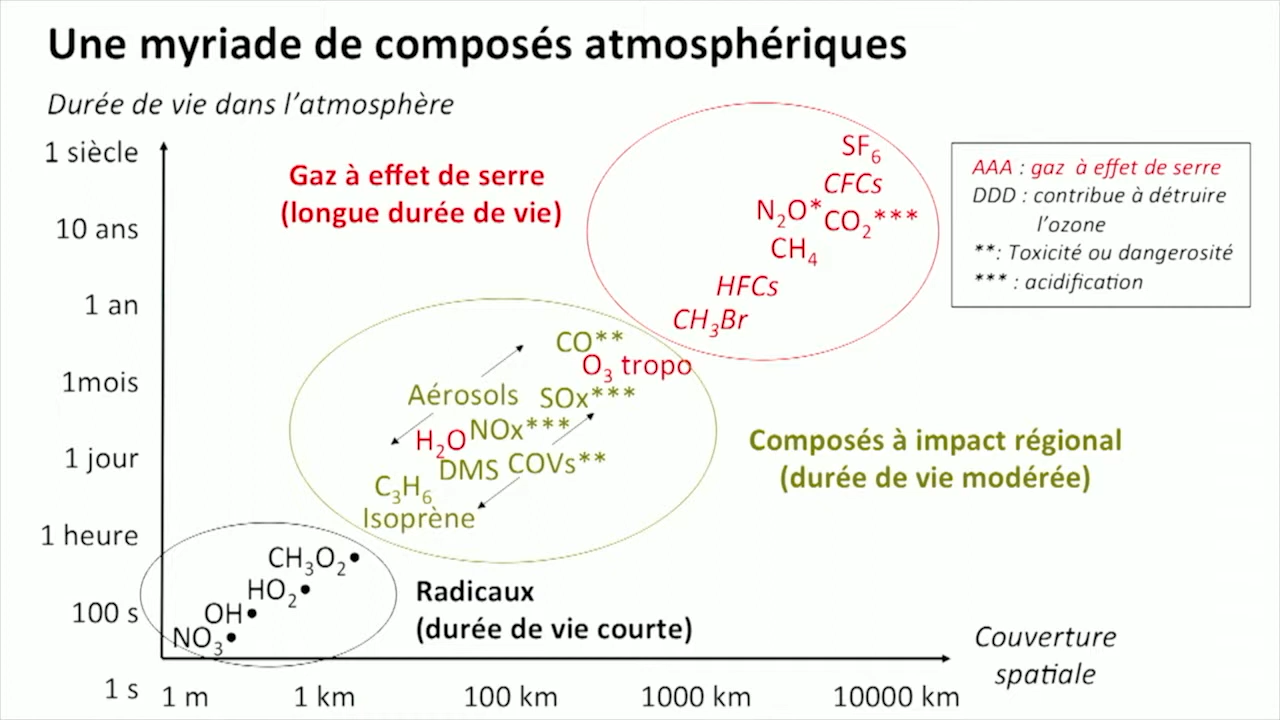 Une myriade de composés atmosphériques
Durée de vie dans l'atmosphère
1 siècle
10 ans
1 an
1mois
1 jour
1 heure
100 s
1 s
Gaz à effet de serre
(longue durée de vie)
SF₆
CFCs
N₂O*
CO₂***
CH₄
HFCs
CH₃Br
AAA : gaz à effet de serre
DDD : contribue à détruire
l'ozone
**: Toxicité ou dangerosité
*** : acidification
CO**
O₃ tropo
Aérosols
SOx***
NOx***
H₂O
DMS
COVs**
C₃H₆
Isoprène
Composés à impact régional
(durée de vie modérée)
CH₃O₂•
HO₂•
OH•
NO₃•
Radicaux
(durée de vie courte)
Couverture
spatiale
1 m
1 km
100 km
1000 km
10000 km